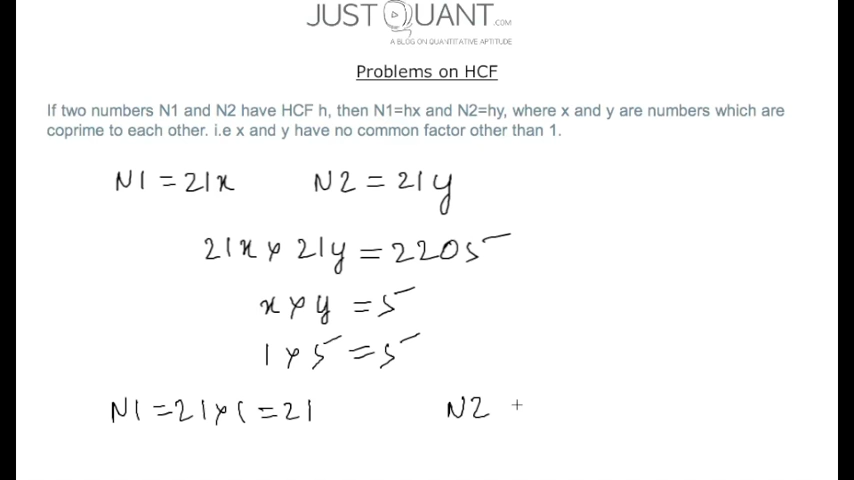 JUST QUANT.COM
A BLOG ON QUANTITATIVE APTITUDE
Problems on HCF
If two numbers N1 and N2 have HCF h, then N1=hx and N2=hy, where x and y are numbers which are
coprime to each other. i.e x and y have no common factor other than 1.
N1 = 21x N2 = 21y
21x × 21y = 2205
x × y = 5
1 × 5 = 5
N1 = 21 × 1 = 21 N2